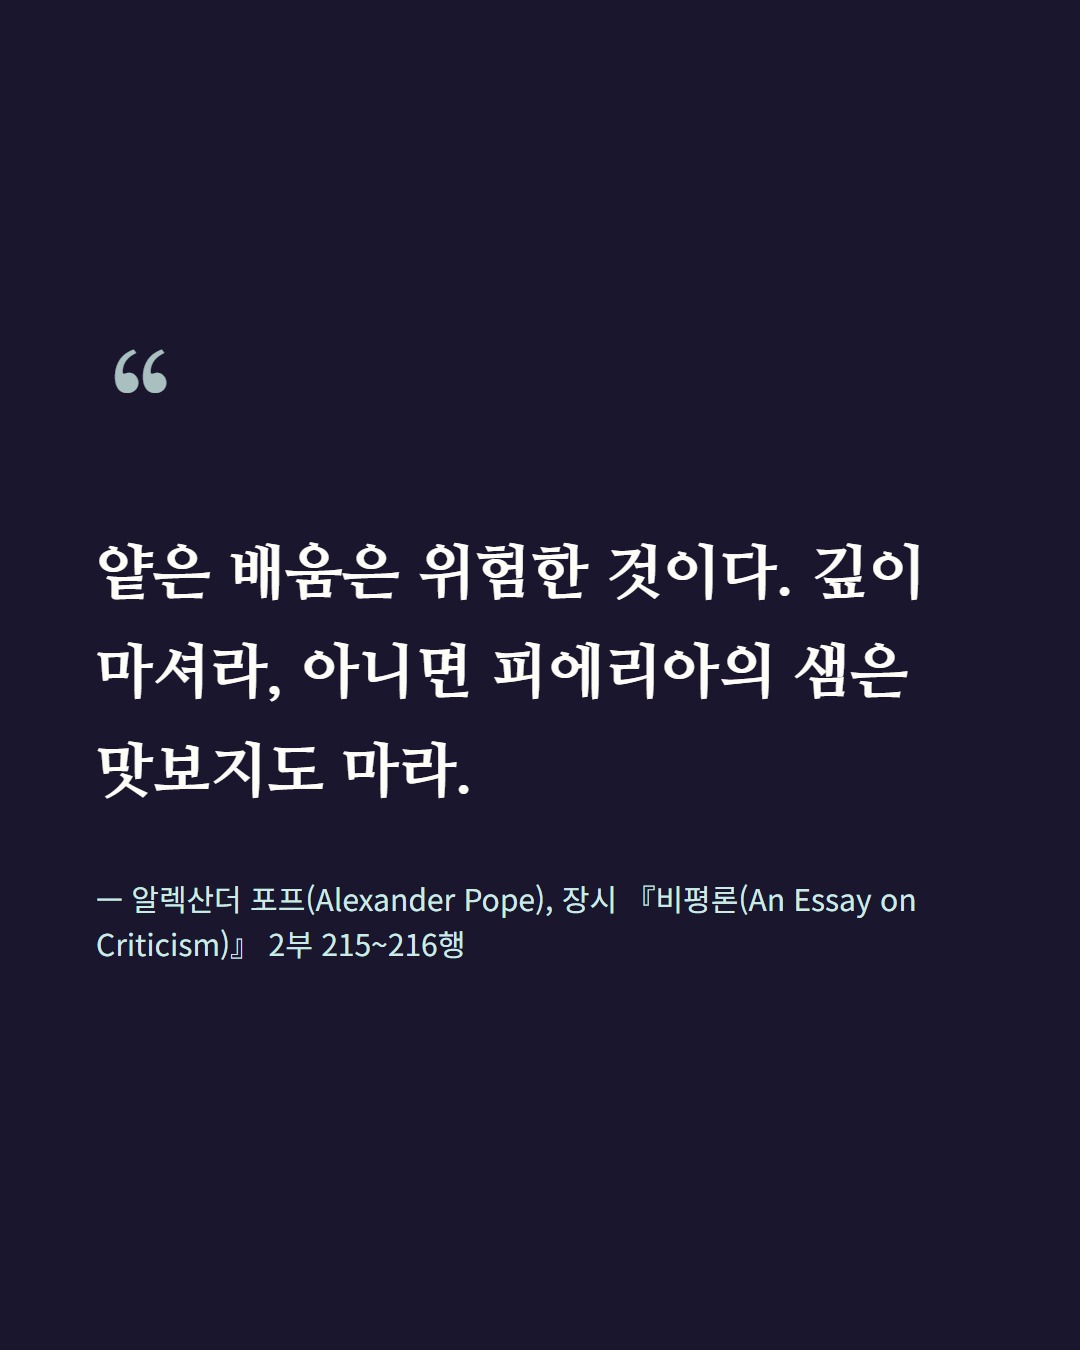 “
얕은 배움은 위험한 것이다. 깊이
마셔라, 아니면 피에리아의 샘은
맛보지도 마라.
— 알렉산더 포프(Alexander Pope), 장시 『비평론(An Essay on
Criticism)』 2부 215~216행